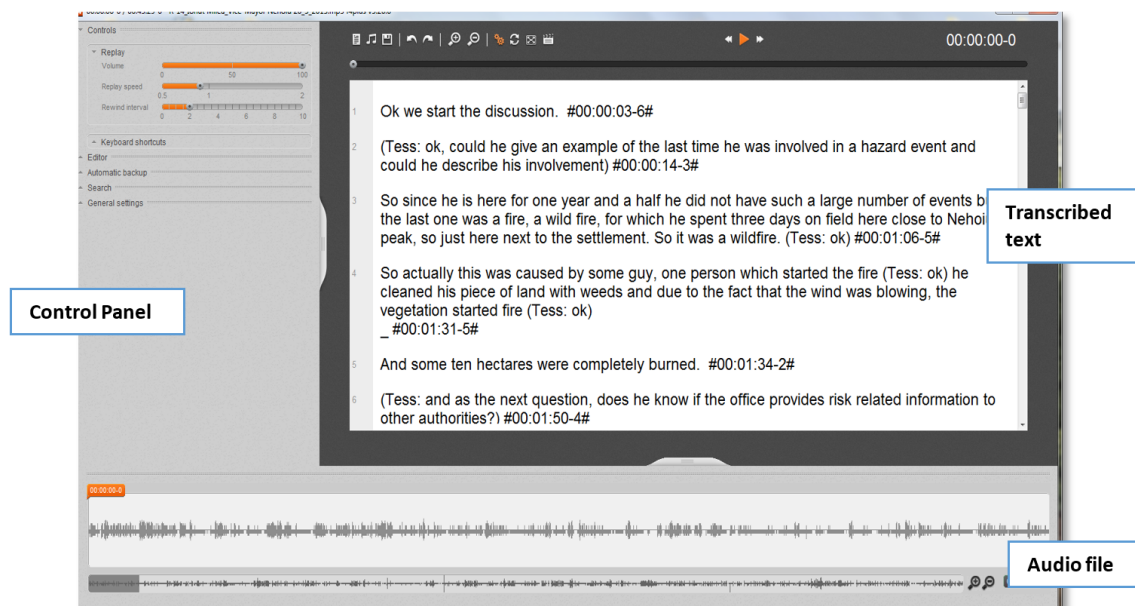 Controls
Replay
Volume
0 50 100
Replay speed
0.5 1 2
Rewind interval
0 2 4 6 8 10
Keyboard shortcuts
Editor
Automatic backup
Search
General settings
00:00:00-0
1 Ok we start the discussion. #00:00:03-6#
2 (Tess: ok, could he give an example of the last time he was involved in a hazard event and
could he describe his involvement) #00:00:14-3#
3 So since he is here for one year and a half he did not have such a large number of events
the last one was a fire, a wild fire, for which he spent three days on field here close to
peak, so just here next to the settlement. So it was a wildfire. (Tess: ok) #00:01:06-5#
4 So actually this was caused by some guy, one person which started the fire (Tess: ok) he
cleaned his piece of land with weeds and due to the fact that the wind was blowing, the
vegetation started fire (Tess: ok)
_ #00:01:31-5#
5 And some ten hectares were completely burned. #00:01:34-2#
6 (Tess: and as the next question, does he know if the office provides risk related information to
other authorities?) #00:01:50-4#
Transcribed
text
Control Panel
00:00:00-0
Audio file